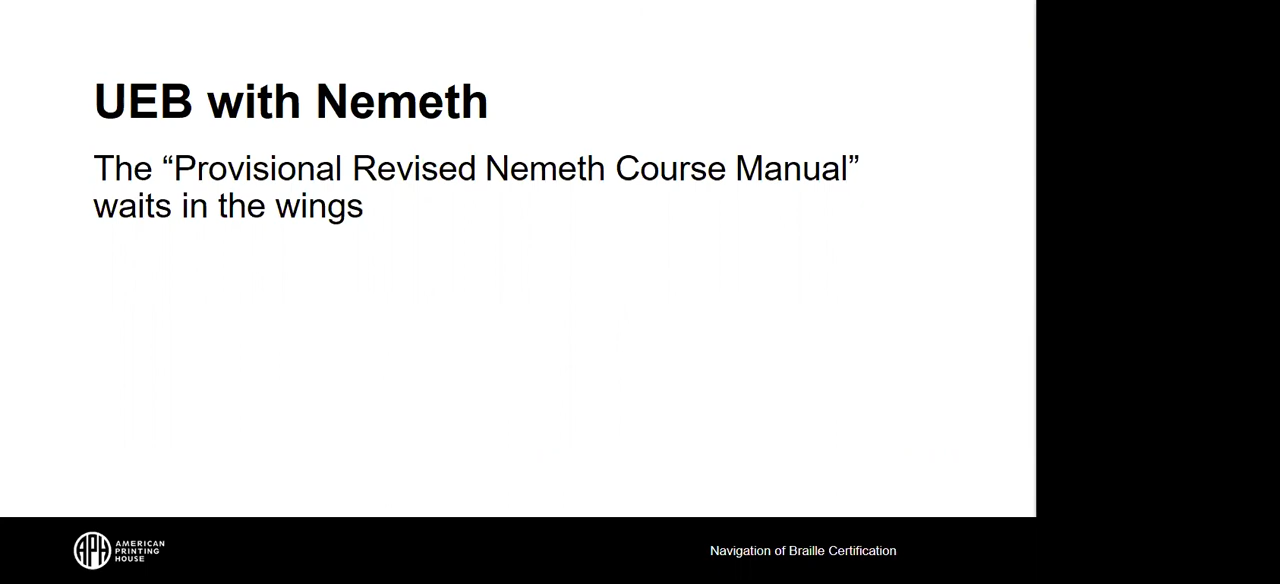 UEB with Nemeth
The “Provisional Revised Nemeth Course Manual”
waits in the wings
APH
AMERICAN
PRINTING
HOUSE
Navigation of Braille Certification